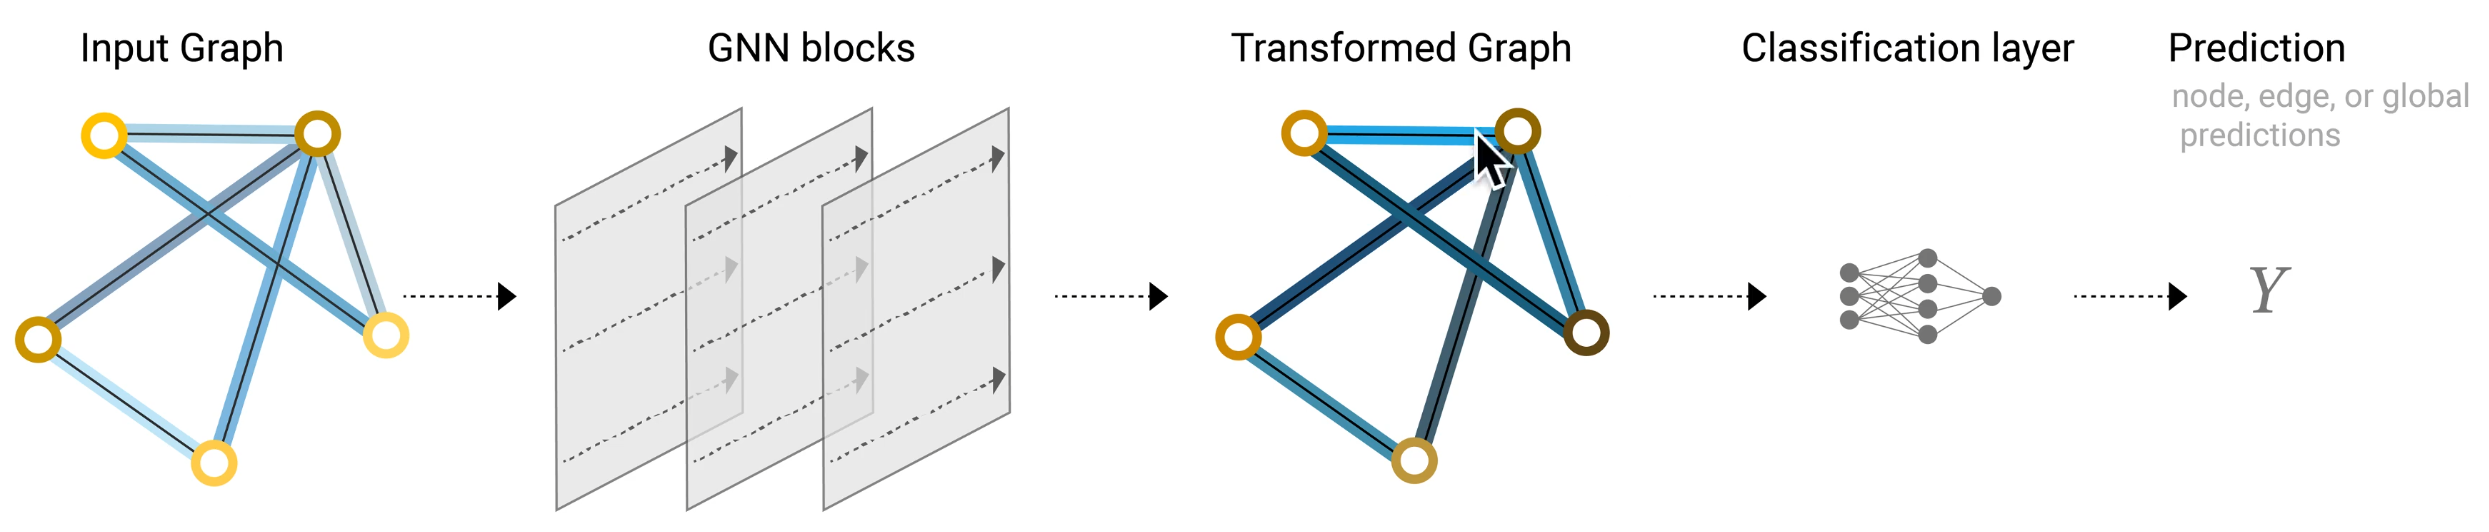 Input Graph
GNN blocks
Transformed Graph
Classification layer
Prediction
node, edge, or global
predictions
Y